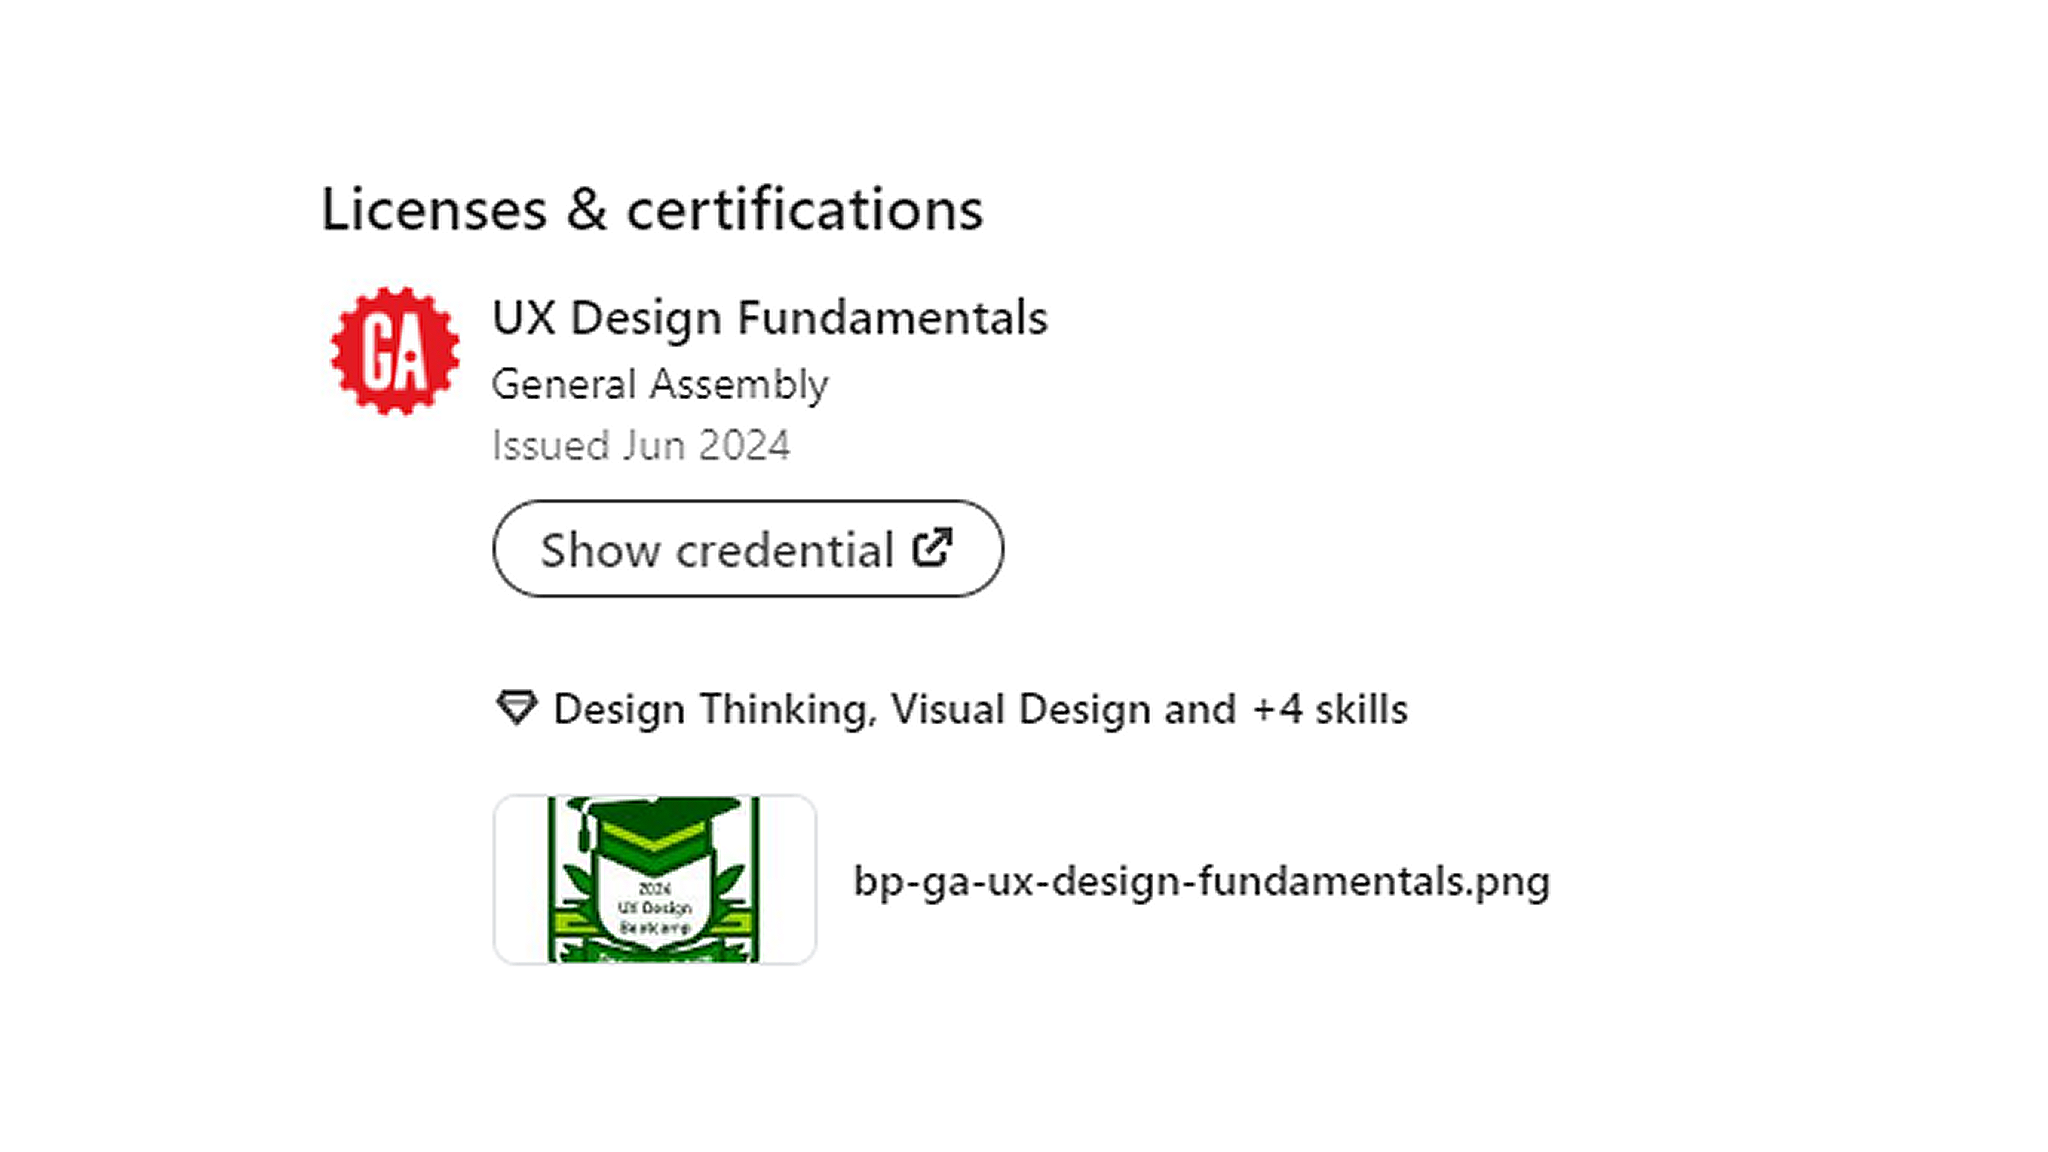 Licenses & certifications
GA
UX Design Fundamentals
General Assembly
Issued Jun 2024
Show credential
Design Thinking, Visual Design and +4 skills
2024
UX Design
Bootcamp
bp-ga-ux-design-fundamentals.png